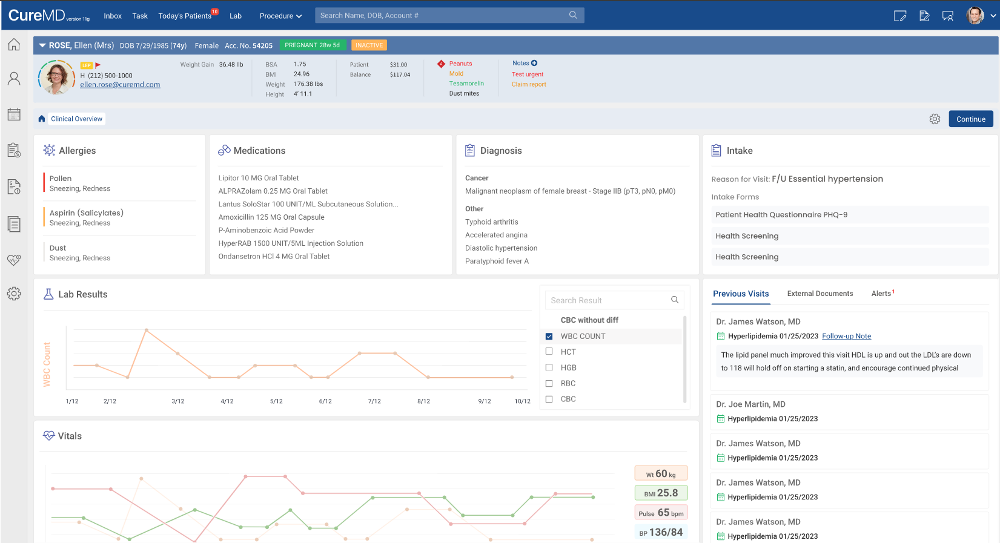 CureMD version 11g
Inbox Task Today's Patients 10 Lab Procedure
Search Name, DOB, Account #
ROSE, Ellen (Mrs) DOB 7/29/1985 (74y) Female Acc. No. 54205 PREGNANT 28w 5d INACTIVE
LEP
H (212) 500-1000
ellen.rose@curemd.com
Weight Gain 36.48 llb
BSA 1.75
BMI 24.96
Weight 176.38 lbs
Height 4' 11.1
Patient $31.00
Balance $117.04
A Peanuts
Mold
Tesamorelin
Dust mites
Notes
Test urgent
Claim report
Clinical Overview
Continue
Allergies
Pollen
Sneezing, Redness
Aspirin (Salicylates)
Sneezing, Redness
Dust
Sneezing, Redness
Medications
Lipitor 10 MG Oral Tablet
ALPRAZolam 0.25 MG Oral Tablet
Lantus SoloStar 100 UNIT/ML Subcutaneous Solution...
Amoxicillin 125 MG Oral Capsule
P-Aminobenzoic Acid Powder
HyperRAB 1500 UNIT/5ML Injection Solution
Ondansetron HCl 4 MG Oral Tablet
Diagnosis
Cancer
Malignant neoplasm of female breast - Stage IIB (pT3, pN0, pM0)
Other
Typhoid arthritis
Accelerated angina
Diastolic hypertension
Paratyphoid fever A
Intake
Reason for Visit: F/U Essential hypertension
Intake Forms
Patient Health Questionnaire PHQ-9
Health Screening
Health Screening
Lab Results
WBC Count
1/12 2/12 3/12 4/12 5/12 6/12 7/12 8/12 9/12 10/12
Search Result
CBC without diff
WBC COUNT
HCT
HGB
RBC
CBC
Previous Visits External Documents Alerts 1
Dr. James Watson, MD
Hyperlipidemia 01/25/2023 Follow-up Note
The lipid panel much improved this visit HDL is up and out the LDL's are down
to 118 will hold off on starting a statin, and encourage continued physical
Dr. Joe Martin, MD
Hyperlipidemia 01/25/2023
Dr. James Watson, MD
Hyperlipidemia 01/25/2023
Dr. James Watson, MD
Hyperlipidemia 01/25/2023
Dr. James Watson, MD
Hyperlipidemia 01/25/2023
Vitals
Wt 60 kg
BMI 25.8
Pulse 65 bpm
BP 136/84